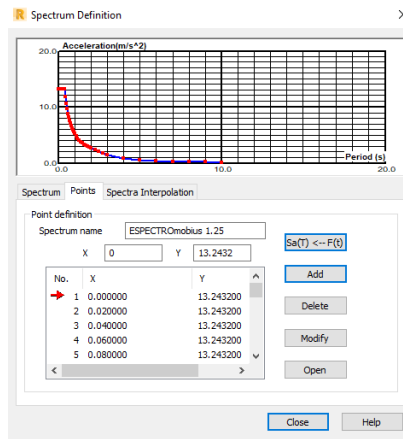 R Spectrum Definition
20.0 Acceleration(m/s^2)
10.0
Period (s)
0.0
0.0 10.0 20.0
Spectrum Points Spectra Interpolation
Point definition
Spectrum name ESPECTROmobius 1.25
X 0 Y 13.2432
Sa(T) <-- F(t)
Add
Delete
Modify
Open
No. X Y
1 0.000000 13.243200
2 0.020000 13.243200
3 0.040000 13.243200
4 0.060000 13.243200
5 0.080000 13.243200
Close Help